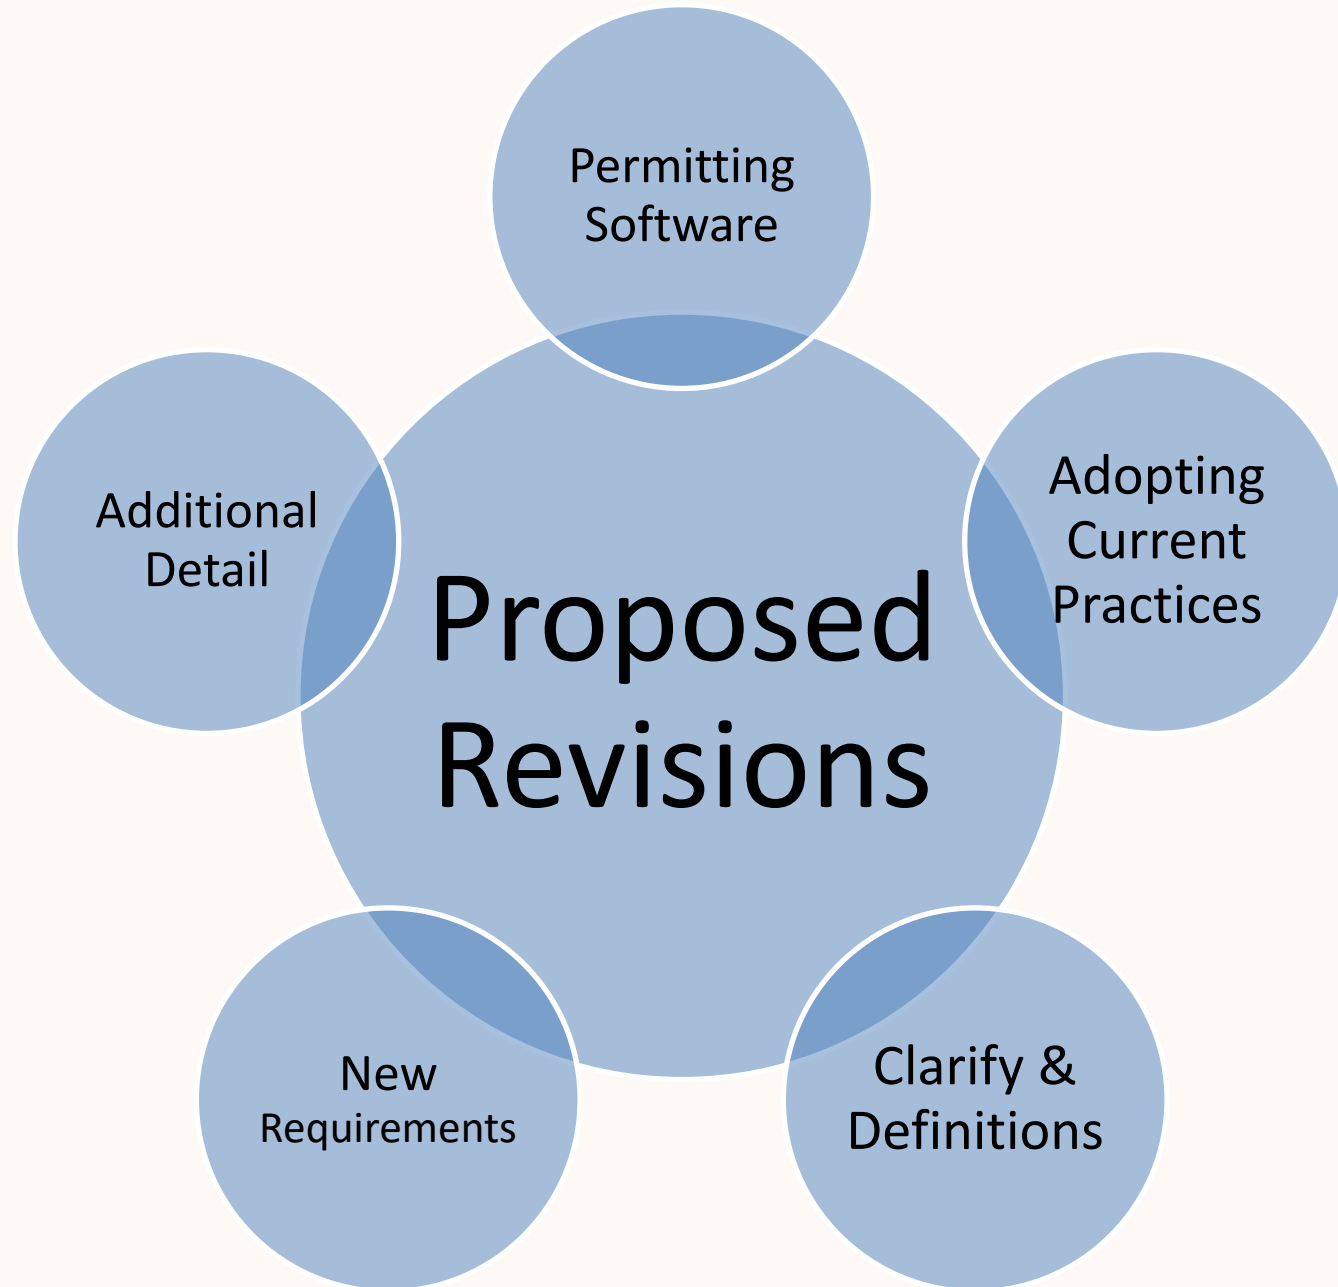 Permitting
Software
Adopting
Current
Practices
Additional
Detail
Proposed
Revisions
New
Requirements
Clarify &
Definitions